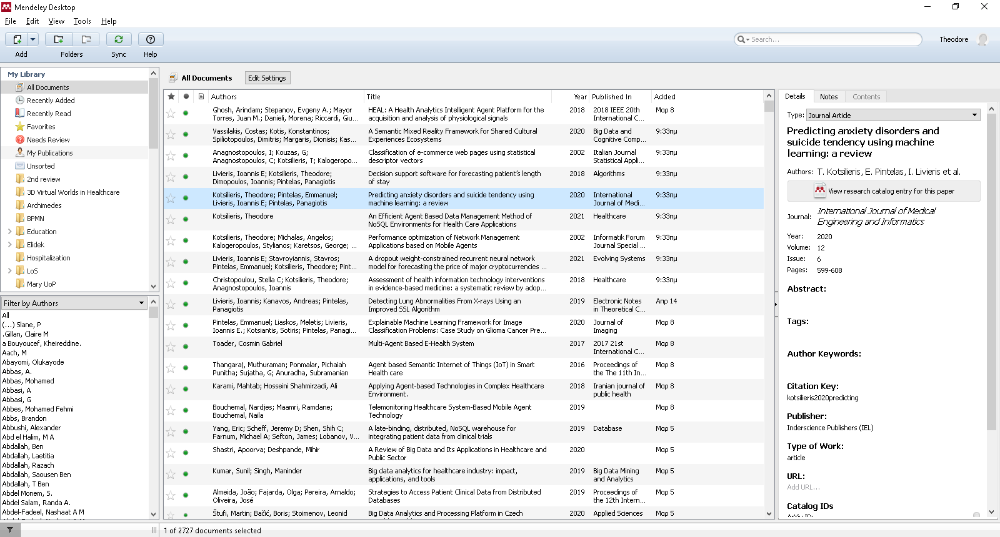 Mendeley Desktop
File Edit View Tools Help
Search...
Theodore
Add Folders Sync Help
My Library
All Documents
Recently Added
Recently Read
Favorites
Needs Review
My Publications
Unsorted
2nd review
3D Virtual Worlds in Healthcare
Archimedes
BPMN
Education
Elidek
Hospitalization
LoS
Mary UoP
Filter by Authors
All
(...) Slane, P
.Gillan, Claire M
a Bouyoucef, Kheireddine.
Aach, M
Abayomi, Olukayode
Abbas, A.
Abbas, Mohamed
Abbasi, A
Abbasi, G
Abbes, Mohamed Fehmi
Abbs, Brandon
Abbushi, Alexander
Abd el Halim, M A
Abdallah, Ben
Abdallah, Laetitia
Abdallah, Razach
Abdallah, Saousen Ben
Abdallah, T Ben
Abdel Monem, S.
Abdel Salam, Randa A.
Abdel-Fadeel, Nashaat A M
All Documents Edit Settings
Authors Title Year Published In Added
Ghosh, Arindam; Stepanov, Evgeny A.; Mayor HEAL: A Health Analytics Intelligent Agent Platform for the 2018 2018 IEEE 20th Μαρ 8
Torres, Juan M.; Danieli, Morena; Riccardi, Giu... acquisition and analysis of physiological signals International C...
Vassilakis, Costas; Kotis, Konstantinos; A Semantic Mixed Reality Framework for Shared Cultural 2020 Big Data and 9:33πμ
Spiliotopoulos, Dimitris; Margaris, Dionisis; Kas... Experiences Ecosystems Cognitive Comp...
Anagnostopoulos, I; Kouzas, G; Classification of e-commerce web pages using statistical 2002 Italian Journal 9:33πμ
Anagnostopoulos, C; Kotsilieris, T; Kalogeropo... descriptor vectors Statistical Appli...
Livieris, Ioannis E; Kotsilieris, Theodore; Decision support software for forecasting patient's length 2018 Algorithms 9:33πμ
Dimopoulos, Ioannis; Pintelas, Panagiotis of stay
Kotsilieris, Theodore; Pintelas, Emmanuel; Predicting anxiety disorders and suicide tendency using 2020 International 9:33πμ
Livieris, Ioannis E; Pintelas, Panagiotis machine learning: a review Journal of Medi...
Kotsilieris, Theodore An Efficient Agent Based Data Management Method of 2021 Healthcare 9:33πμ
NoSQL Environments for Health Care Applications
Kotsilieris, Theodore; Michalas, Angelos; Performance optimization of Network Management 2002 Informatik Forum 9:33πμ
Kalogeropoulos, Stylianos; Karetsos, George; ... Applications based on Mobile Agents Journal Special ...
Livieris, Ioannis E; Stavroyiannis, Stavros; A dropout weight-constrained recurrent neural network 2021 Evolving Systems 9:33πμ
Pintelas, Emmanuel; Kotsilieris, Theodore; Pint... model for forecasting the price of major cryptocurrencies ...
Christopoulou, Stella C; Kotsilieris, Theodore; Assessment of health information technology interventions 2018 Healthcare 9:33πμ
Anagnostopoulos, Ioannis in evidence-based medicine: a systematic review by adop...
Livieris, Ioannis; Kanavos, Andreas; Pintelas, Detecting Lung Abnormalities From X-rays Using an 2019 Electronic Notes Απρ 14
Panagiotis Improved SSL Algorithm in Theoretical C...
Pintelas, Emmanuel; Liaskos, Meletis; Livieris, Explainable Machine Learning Framework for Image 2020 Journal of Μαρ 8
Ioannis E.; Kotsiantis, Sotiris; Pintelas, Panagi... Classification Problems: Case Study on Glioma Cancer Pre... Imaging
Toader, Cosmin Gabriel Multi-Agent Based E-Health System 2017 2017 21st Μαρ 8
International C...
Thangaraj, Muthuraman; Ponmalar, Pichaiah Agent based Semantic Internet of Things (IoT) in Smart 2016 Proceedings of Μαρ 8
Punitha; Sujatha, G; Anuradha, Subramanian Health care the The 11th In...
Karami, Mahtab; Hosseini Shahmirzadi, Ali Applying Agent-based Technologies in Complex Healthcare 2018 Iranian journal of Μαρ 8
Environment. public health
Bouchemal, Nardjes; Maamri, Ramdane; Telemonitoring Healthcare System-Based Mobile Agent 2019 Μαρ 8
Bouchemal, Naila Technology
Yang, Eric; Scheff, Jeremy D; Shen, Shih C; A late-binding, distributed, NoSQL warehouse for 2019 Database Μαρ 5
Farnum, Michael A; Sefton, James; Lobanov, V... integrating patient data from clinical trials
Shastri, Apoorva; Deshpande, Mihir A Review of Big Data and Its Applications in Healthcare and 2020 Μαρ 5
Public Sector
Kumar, Sunil; Singh, Maninder Big data analytics for healthcare industry: impact, 2019 Big Data Mining Μαρ 5
applications, and tools and Analytics
Almeida, João; Fajarda, Olga; Pereira, Arnaldo; Strategies to Access Patient Clinical Data from Distributed 2019 Proceedings of Μαρ 5
Oliveira, José Databases the 12th Intern...
Štufi, Martin; Bačić, Boris; Stoimenov, Leonid Big Data Analytics and Processing Platform in Czech 2020 Applied Sciences Μαρ 5
Details Notes Contents
Type: Journal Article
Predicting anxiety disorders and
suicide tendency using machine
learning: a review
Authors: T. Kotsilieris, E. Pintelas, I. Livieris et al.
View research catalog entry for this paper
Journal: International Journal of Medical
Engineering and Informatics
Year: 2020
Volume: 12
Issue: 6
Pages: 599-608
Abstract:
Tags:
Author Keywords:
Citation Key:
kotsilieris2020predicting
Publisher:
Inderscience Publishers (IEL)
Type of Work:
article
URL:
Add URL...
Catalog IDs
ArXiv ID:
1 of 2727 documents selected